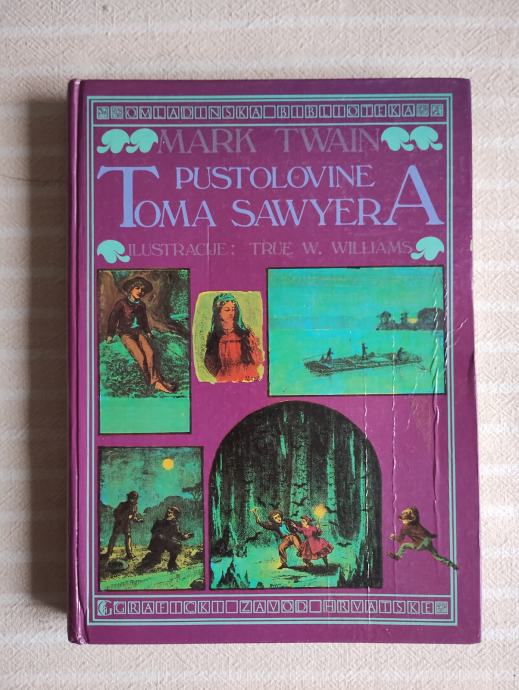 OMLADINSKA BIBLIOTEKA
MARK TWAIN
PUSTOLOVINE
TOMA SAWYERA
ILUSTRACIJE: TRUE W. WILLIAMS
GRAFIČKI ZAVOD HRVATSKE